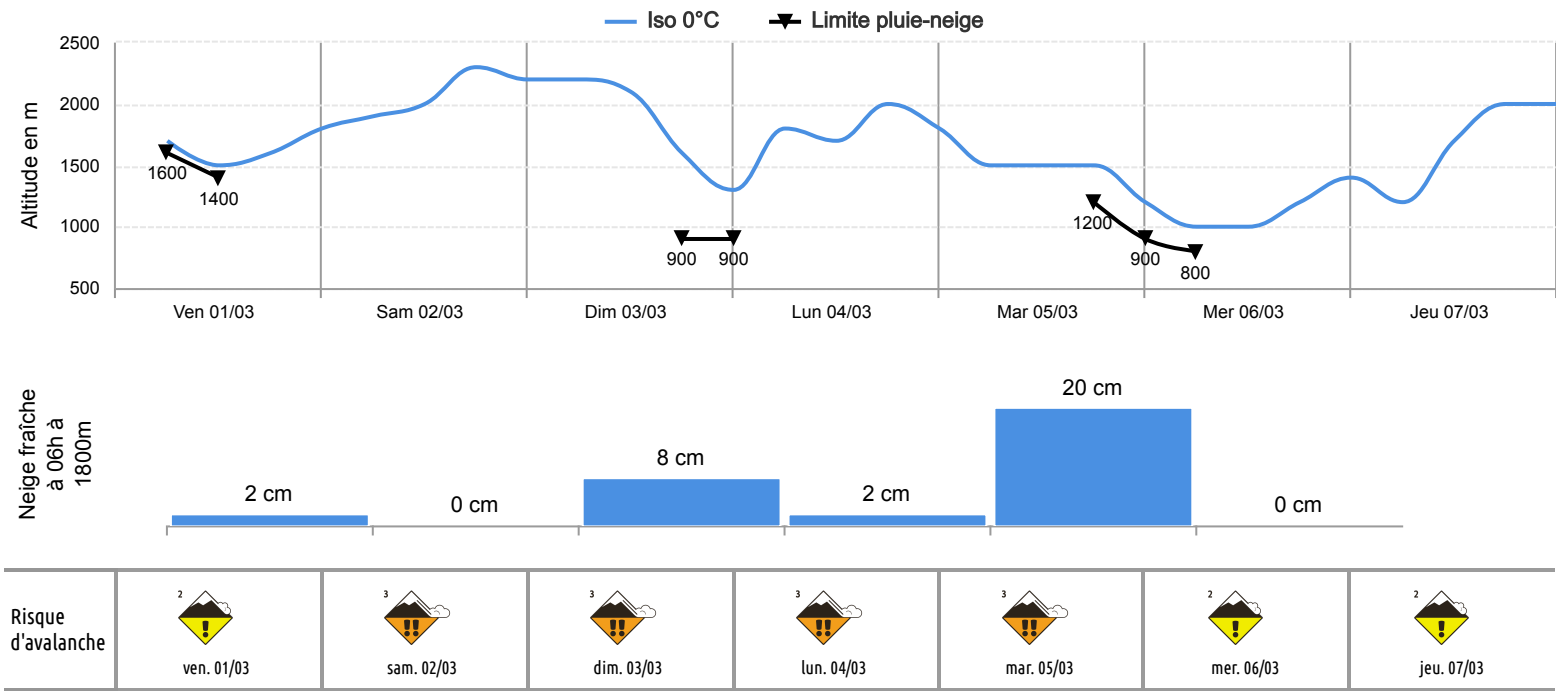 Iso 0°C
Limite pluie-neige
Altitude en m
2500
2000
1500
1000
500
1600
1400
900
900
1200
900
800
Ven 01/03
Sam 02/03
Dim 03/03
Lun 04/03
Mar 05/03
Mer 06/03
Jeu 07/03
Neige fraîche
à 06h à
1800m
2 cm
0 cm
8 cm
2 cm
20 cm
0 cm
Risque
d'avalanche
2
!
ven. 01/03
3
!!
sam. 02/03
3
!!
dim. 03/03
3
!!
lun. 04/03
3
!!
mar. 05/03
2
!
mer. 06/03
2
!
jeu. 07/03